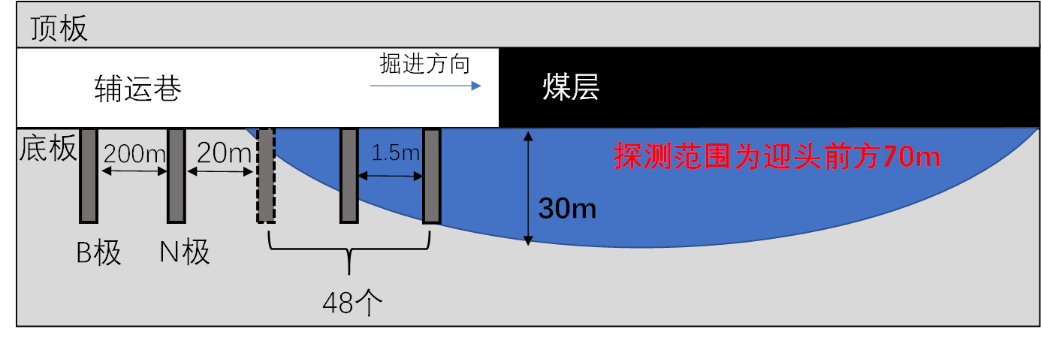 顶板
掘进方向
辅运巷
煤层
底板
200m
20m
1.5m
探测范围为迎头前方70m
30m
B极
N极
48个